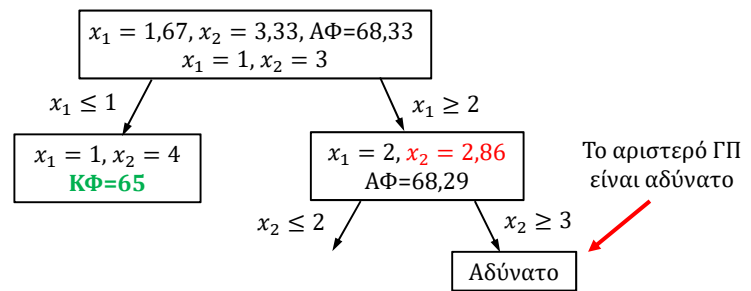 x₁ = 1,67, x₂ = 3,33, ΑΦ=68,33
x₁ = 1, x₂ = 3
x₁ ≤ 1
x₁ ≥ 2
x₁ = 1, x₂ = 4
ΚΦ=65
x₁ = 2, x₂ = 2,86
ΑΦ=68,29
Το αριστερό ΓΠ
είναι αδύνατο
x₂ ≤ 2
x₂ ≥ 3
Αδύνατο